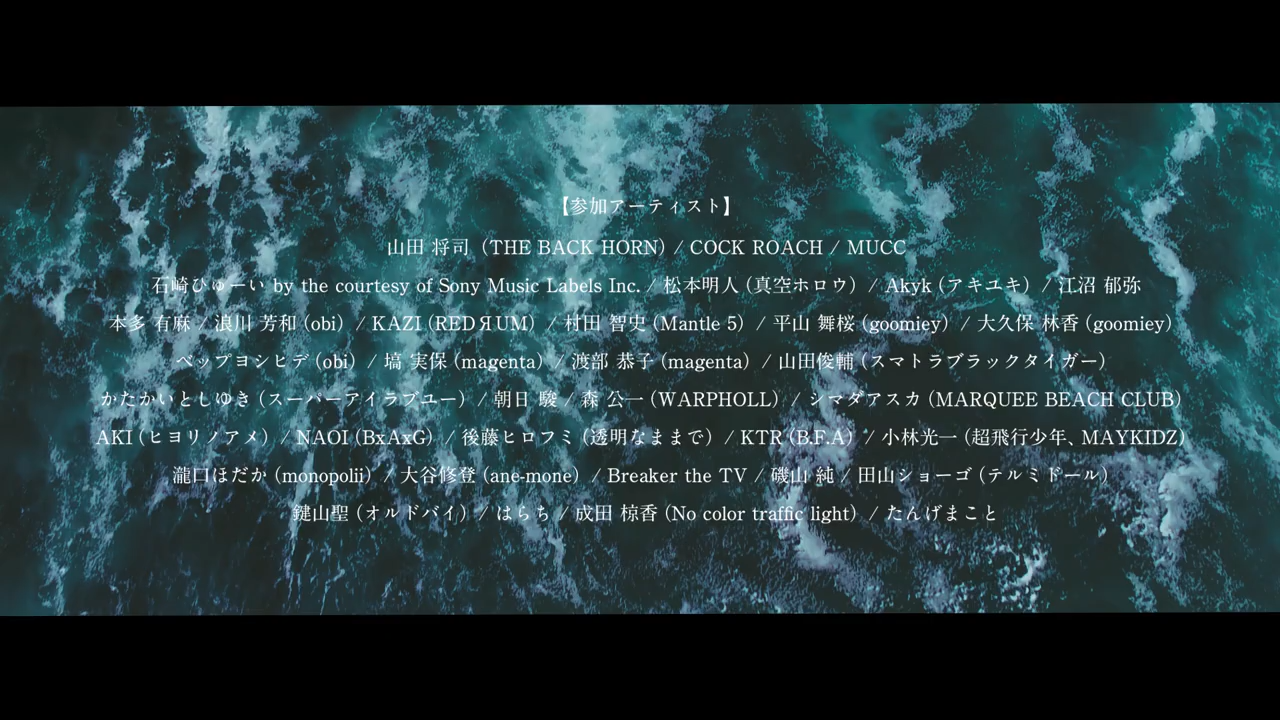 【参加アーティスト】
山田 将司（THE BACK HORN）/ COCK ROACH / MUCC
石崎ひゅーい by the courtesy of Sony Music Labels Inc. / 松本明人（真空ホロウ）/ Akyk（アキユキ）/ 江沼 郁弥
本多 有麻 / 浪川 芳和（obi）/ KAZI（REDЯUM）/ 村田 智史（Mantle 5）/ 平山 舞桜（goomiey）/ 大久保 林香（goomiey）
ベップヨシヒデ（obi）/ 塙 実保（magenta）/ 渡部 恭子（magenta）/ 山田俊輔（スマトラブラックタイガー）
かたかいとしゆき（スーパーアイラブユー）/ 朝日 駿 / 森 公一（WARPHOLL）/ シマダアスカ（MARQUEE BEACH CLUB）
AKI（ヒヨリノアメ）/ NAOI（BxAxG）/ 後藤ヒロフミ（透明なままで）/ KTR（B.F.A）/ 小林光一（超飛行少年、MAYKIDZ）
瀧口ほだか（monopolii）/ 大谷修登（ane-mone）/ Breaker the TV / 磯山 純 / 田山ショーゴ（テルミドール）
鍵山聖（オルドバイ）/ はらち / 成田 椋香（No color traffic light）/ たんげまこと